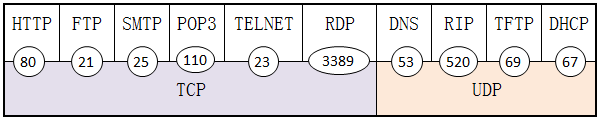 HTTP FTP SMTP POP3 TELNET RDP DNS RIP TFTP DHCP
80 21 25 110 23 3389 53 520 69 67
TCP UDP